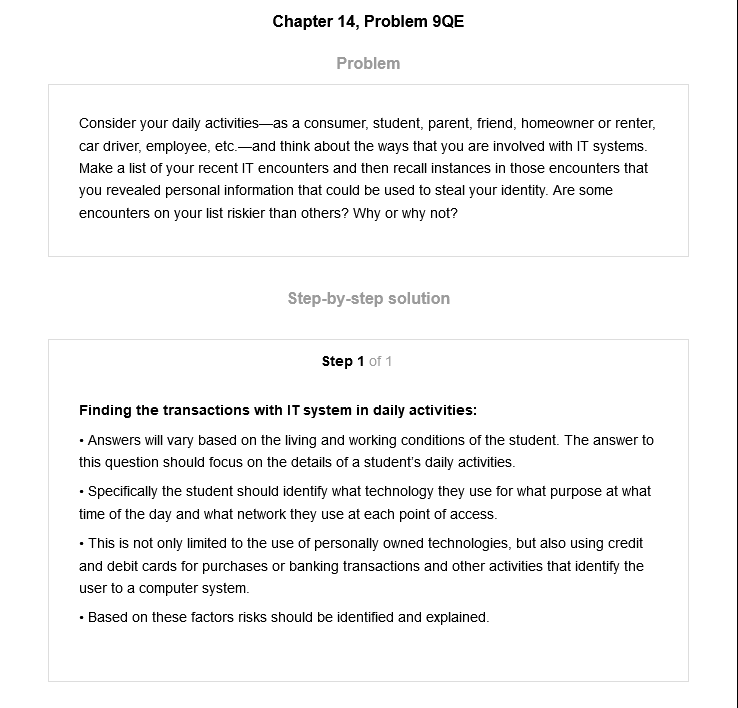 Chapter 14, Problem 9QE
Problem
Consider your daily activities—as a consumer, student, parent, friend, homeowner or renter,
car driver, employee, etc.—and think about the ways that you are involved with IT systems.
Make a list of your recent IT encounters and then recall instances in those encounters that
you revealed personal information that could be used to steal your identity. Are some
encounters on your list riskier than others? Why or why not?
Step-by-step solution
Step 1 of 1
Finding the transactions with IT system in daily activities:
• Answers will vary based on the living and working conditions of the student. The answer to
this question should focus on the details of a student's daily activities.
• Specifically the student should identify what technology they use for what purpose at what
time of the day and what network they use at each point of access.
• This is not only limited to the use of personally owned technologies, but also using credit
and debit cards for purchases or banking transactions and other activities that identify the
user to a computer system.
• Based on these factors risks should be identified and explained.